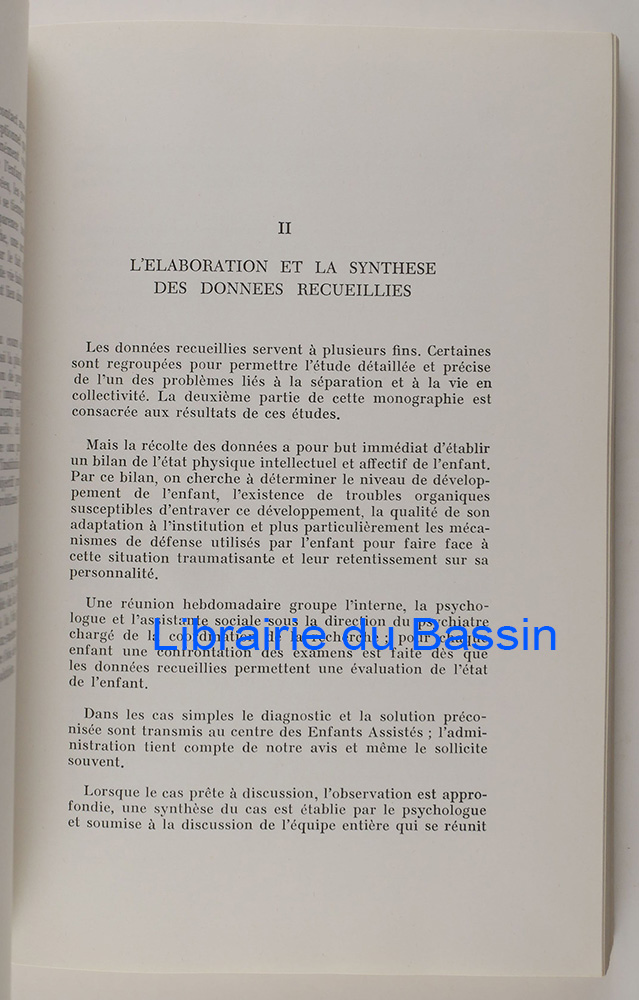 II
L'ELABORATION ET LA SYNTHESE
DES DONNEES RECUEILLIES
Les données recueillies servent à plusieurs fins. Certaines
sont regroupées pour permettre l'étude détaillée et précise
de l'un des problèmes liés à la séparation et à la vie en
collectivité. La deuxième partie de cette monographie est
consacrée aux résultats de ces études.
Mais la récolte des données a pour but immédiat d'établir
un bilan de l'état physique intellectuel et affectif de l'enfant.
Par ce bilan, on cherche à déterminer le niveau de dévelop-
pement de l'enfant, l'existence de troubles organiques
susceptibles d'entraver ce développement, la qualité de son
adaptation à l'institution et plus particulièrement les méca-
nismes de défense utilisés par l'enfant pour faire face à
cette situation traumatisante et leur retentissement sur sa
personnalité.
Une réunion hebdomadaire groupe l'interne, la psycho-
logue et l'assistante sociale sous la direction du psychiatre
chargé de la coordination de la recherche ; pour chaque
enfant une confrontation des examens est faite dès que
les données recueillies permettent une évaluation de l'état
de l'enfant.
Librairie du Bassin
Dans les cas simples le diagnostic et la solution préco-
nisée sont transmis au centre des Enfants Assistés ; l'admi-
nistration tient compte de notre avis et même le sollicite
souvent.
Lorsque le cas prête à discussion, l'observation est appro-
fondie, une synthèse du cas est établie par le psychologue
et soumise à la discussion de l'équipe entière qui se réunit